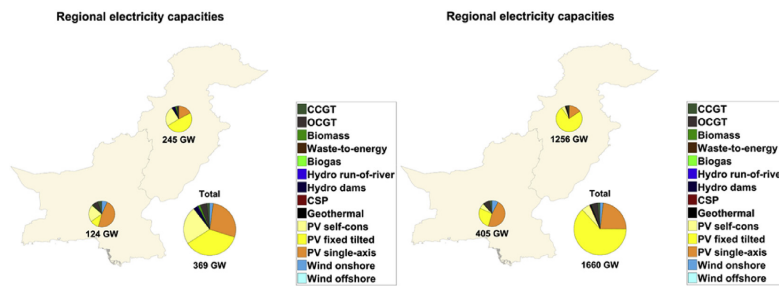 Regional electricity capacities
245 GW
124 GW
Total
369 GW
CCGT
OCGT
Biomass
Waste-to-energy
Biogas
Hydro run-of-river
Hydro dams
CSP
Geothermal
PV self-cons
PV fixed tilted
PV single-axis
Wind onshore
Wind offshore
Regional electricity capacities
1256 GW
405 GW
Total
1660 GW
CCGT
OCGT
Biomass
Waste-to-energy
Biogas
Hydro run-of-rive
Hydro dams
CSP
Geothermal
PV self-cons
PV fixed tilted
PV single-axis
Wind onshore
Wind offshore